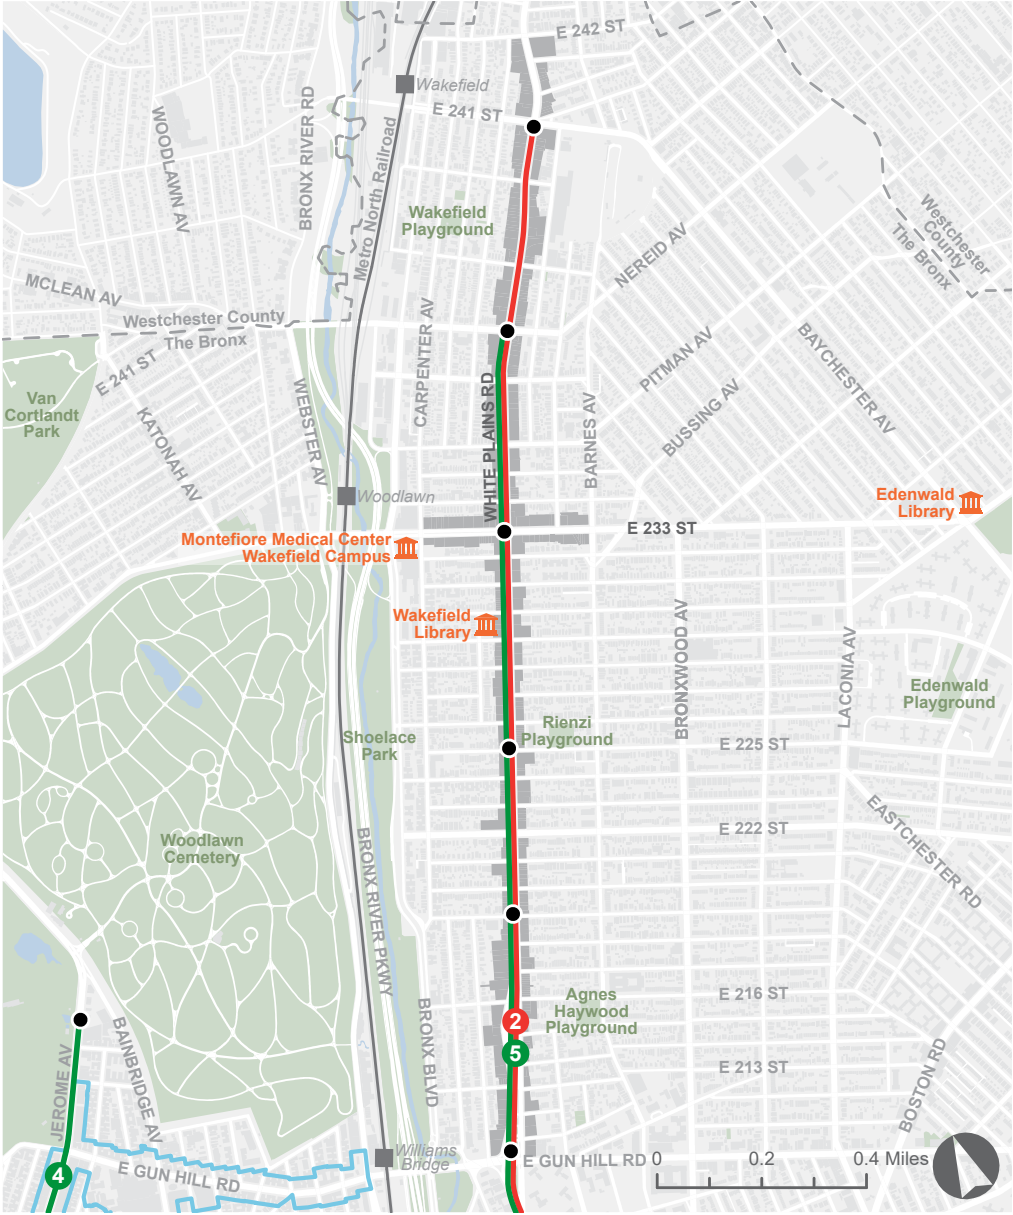 E 242 ST
Wakefield
E 241 ST
WOODLAWN AV
BRONX RIVER RD
Metro North Railroad
Wakefield
Playground
NEREID AV
Westchester
County
The Bronx
MCLEAN AV
Westchester County
The Bronx
E 241 ST
CARPENTER AV
PITMAN AV
BAYCHESTER AV
Van
Cortlandt
Park
KATONAH AV
WEBSTER AV
WHITE PLAINS RD
BARNES AV
BUSSING AV
Woodlawn
Edenwald
Library
E 233 ST
Montefiore Medical Center
Wakefield Campus
Wakefield
Library
BRONXWOOD AV
LACONIA AV
Edenwald
Playground
Shoelace
Park
Rienzi
Playground
E 225 ST
Woodlawn
Cemetery
E 222 ST
EASTCHESTER RD
BRONX RIVER PKWY
Agnes
Haywood
Playground
E 216 ST
2
5
JEROME AV
BAINBRIDGE AV
BRONX BLVD
E 213 ST
BOSTON RD
Williams
Bridge
E GUN HILL RD
4
E GUN HILL RD
0
0.2
0.4 Miles